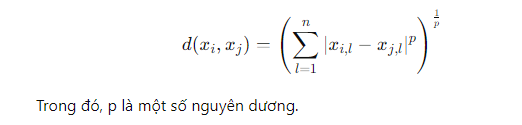 d(x_i, x_j) = \left( \sum_{l=1}^{n} |x_{i,l} - x_{j,l}|^p \right)^{\frac{1}{p}}
Trong đó, p là một số nguyên dương.